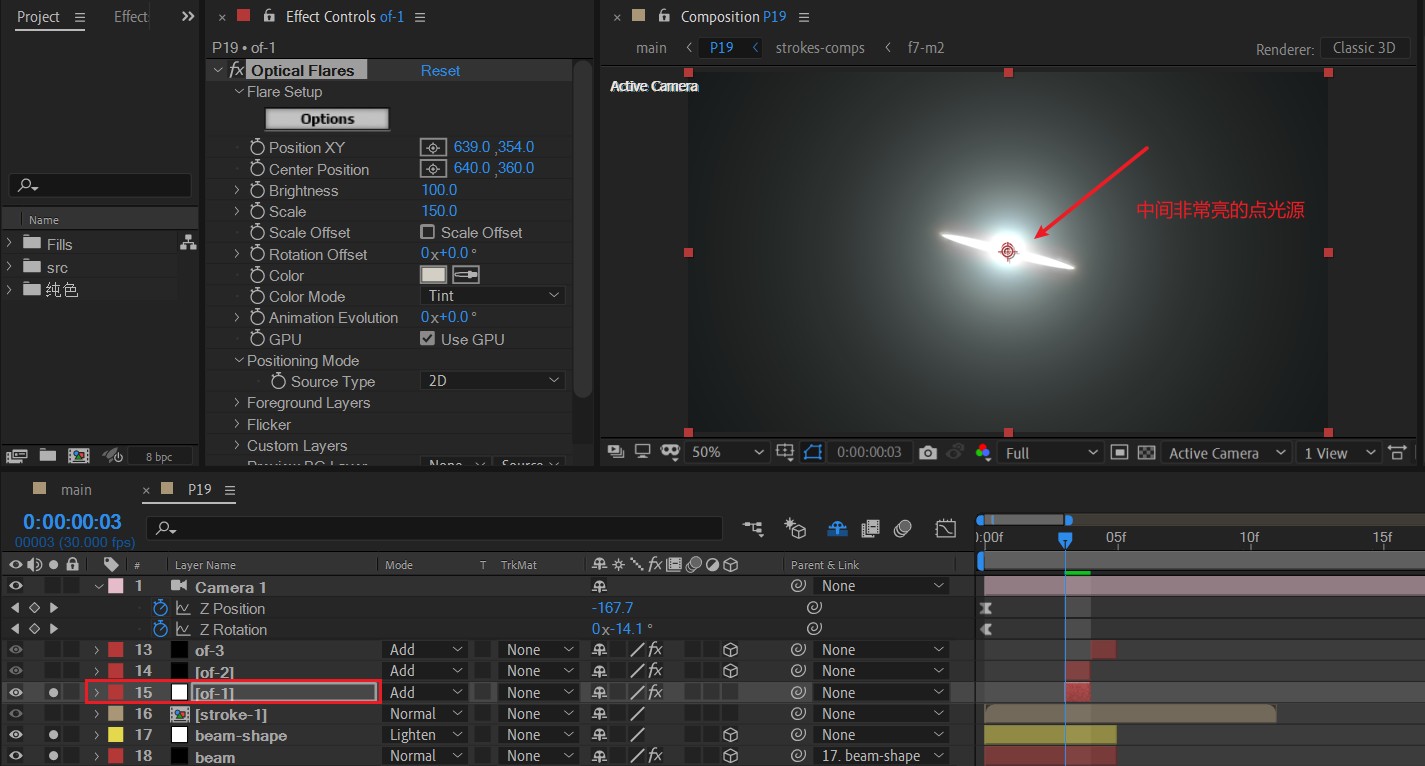 Project
Effect
Effect Controls of-1
Composition P19
P19 • of-1
main
P19
strokes-comps
f7-m2
Renderer:
Classic 3D
fx Optical Flares
Reset
Flare Setup
Options
Position XY
639.0 ,354.0
Center Position
640.0 ,360.0
Brightness
100.0
Scale
150.0
Scale Offset
Scale Offset
Rotation Offset
0x+0.0 °
Color
Color Mode
Tint
Animation Evolution
0x+0.0 °
GPU
Use GPU
Positioning Mode
Source Type
2D
Foreground Layers
Flicker
Custom Layers
Preview BG Layer
None
Source
Name
Fills
src
纯色
8 bpc
Active Camera
中间非常亮的点光源
50%
0:00:00:03
Full
Active Camera
1 View
main
P19
0:00:00:03
00003 (30.000 fps)
:00f
05f
10f
15f
#
Layer Name
Mode
T
TrkMat
fx
Parent & Link
1
Camera 1
None
Z Position
-167.7
Z Rotation
0x-14.1 °
13
of-3
Add
None
fx
None
14
[of-2]
Add
None
fx
None
15
[of-1]
Add
None
fx
None
16
[stroke-1]
Normal
None
None
17
beam-shape
Lighten
None
None
18
beam
Normal
None
fx
17. beam-shape